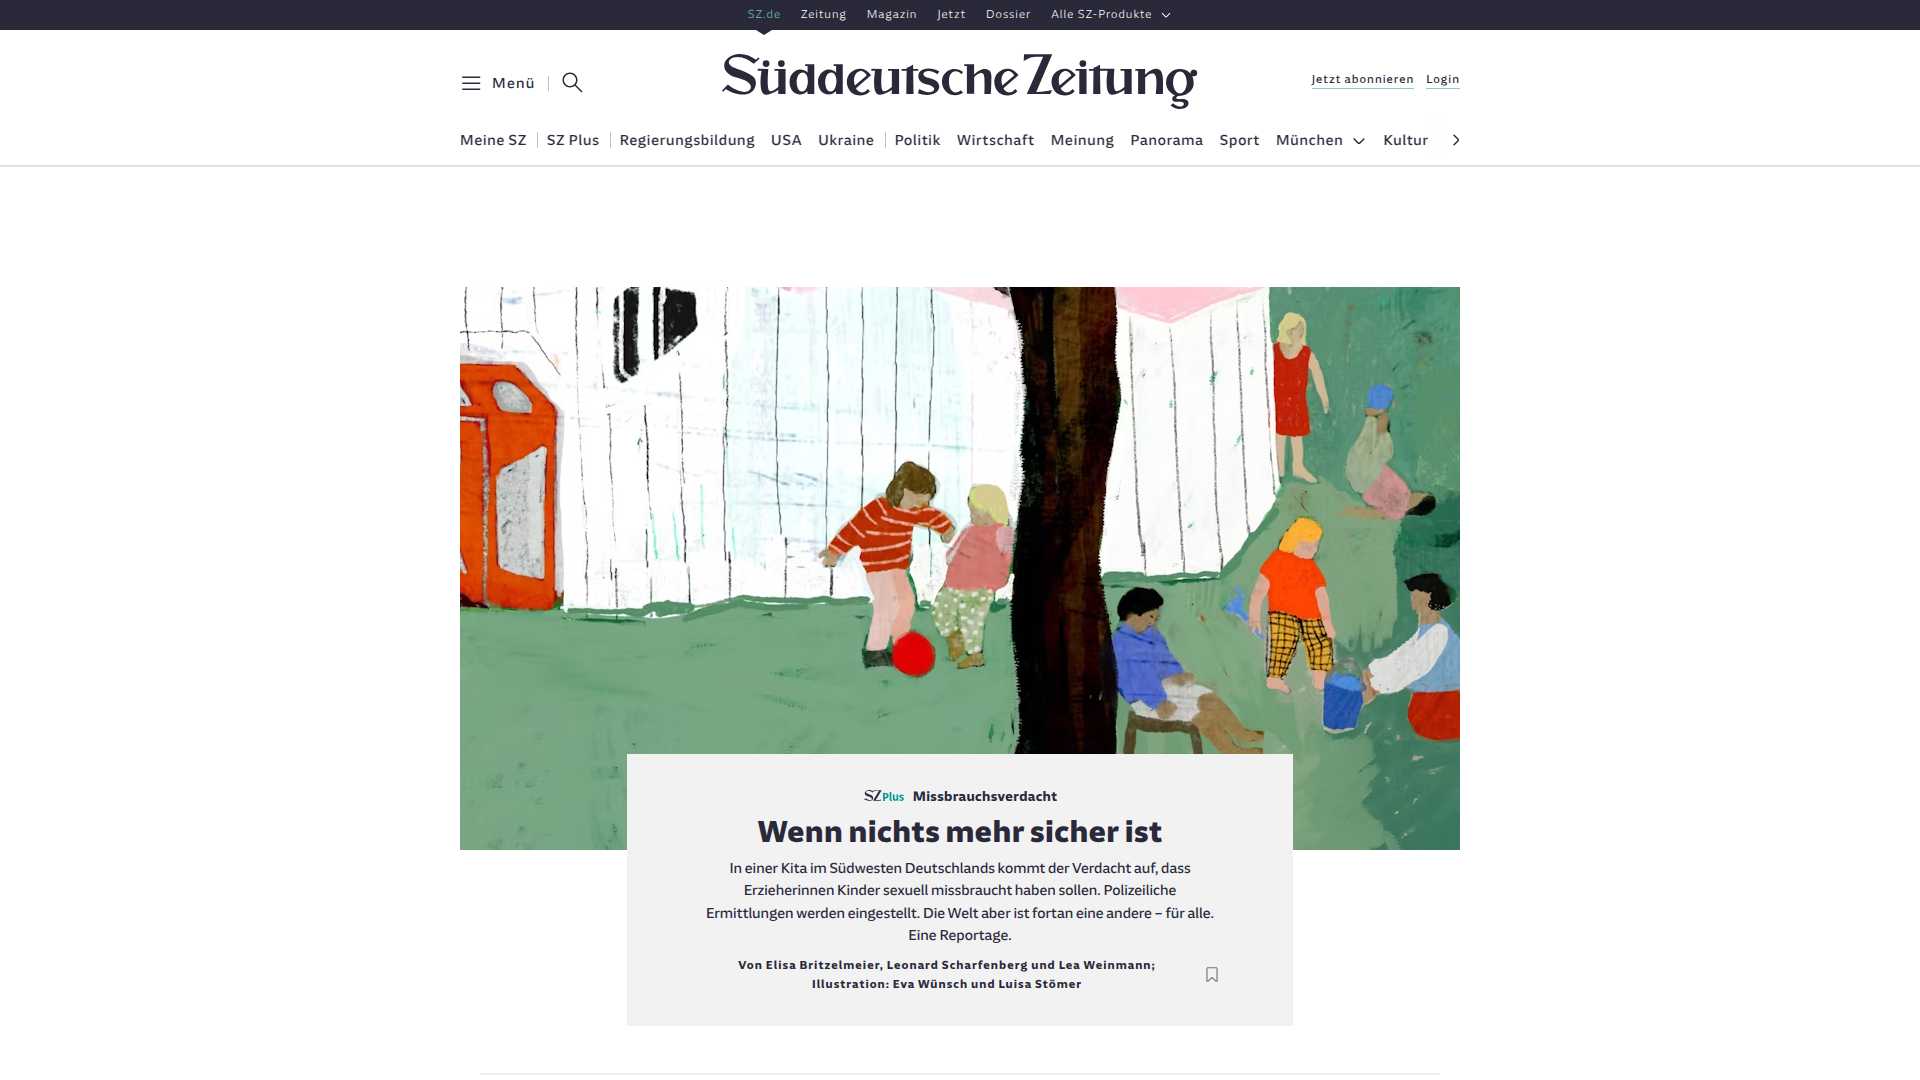 SZ.de Zeitung Magazin Jetzt Dossier Alle SZ-Produkte
Menü
Süddeutsche Zeitung
Jetzt abonnieren Login
Meine SZ SZ Plus Regierungsbildung USA Ukraine Politik Wirtschaft Meinung Panorama Sport München Kultur
SZ Plus Missbrauchsverdacht
Wenn nichts mehr sicher ist
In einer Kita im Südwesten Deutschlands kommt der Verdacht auf, dass
Erzieherinnen Kinder sexuell missbraucht haben sollen. Polizeiliche
Ermittlungen werden eingestellt. Die Welt aber ist fortan eine andere – für alle.
Eine Reportage.
Von Elisa Britzelmeier, Leonard Scharfenberg und Lea Weinmann;
Illustration: Eva Wünsch und Luisa Stömer